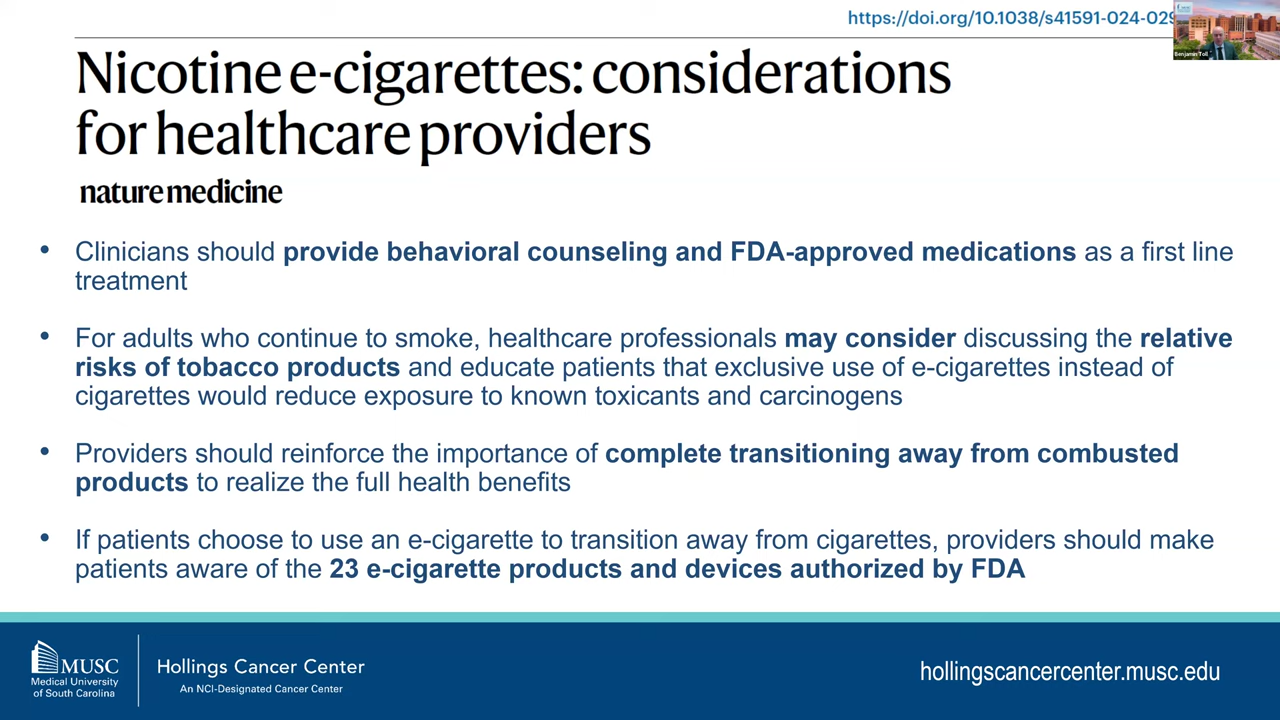 https://doi.org/10.1038/s41591-024-029
Benjamin Toll
Nicotine e-cigarettes: considerations
for healthcare providers
nature medicine
• Clinicians should provide behavioral counseling and FDA-approved medications as a first line
treatment
• For adults who continue to smoke, healthcare professionals may consider discussing the relative
risks of tobacco products and educate patients that exclusive use of e-cigarettes instead of
cigarettes would reduce exposure to known toxicants and carcinogens
• Providers should reinforce the importance of complete transitioning away from combusted
products to realize the full health benefits
• If patients choose to use an e-cigarette to transition away from cigarettes, providers should make
patients aware of the 23 e-cigarette products and devices authorized by FDA
MUSC
Medical University
of South Carolina
Hollings Cancer Center
An NCI-Designated Cancer Center
hollingscancercenter.musc.edu